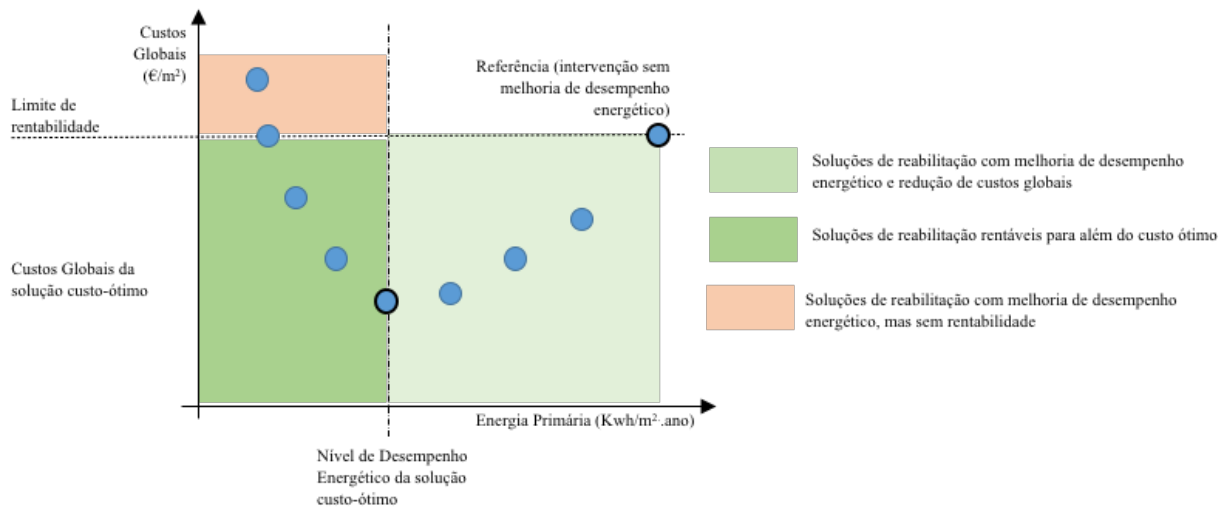 Custos
Globais
(€/m²)
Limite de
rentabilidade
Custos Globais da
solução custo-ótimo
Referência (intervenção sem
melhoria de desempenho
energético)
Energia Primária (Kwh/m².ano)
Nível de Desempenho
Energético da solução
custo-ótimo
Soluções de reabilitação com melhoria de desempenho
energético e redução de custos globais
Soluções de reabilitação rentáveis para além do custo ótimo
Soluções de reabilitação com melhoria de desempenho
energético, mas sem rentabilidade